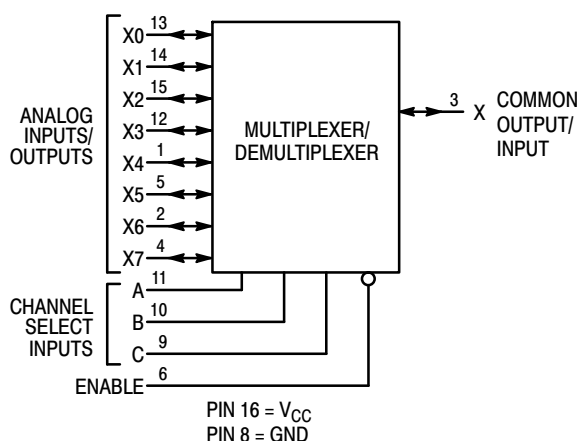 ANALOG
INPUTS/
OUTPUTS
X0 13
X1 14
X2 15
X3 12
X4 1
X5 5
X6 2
X7 4
MULTIPLEXER/
DEMULTIPLEXER
3 X COMMON
OUTPUT/
INPUT
CHANNEL
SELECT
INPUTS
A 11
B 10
C 9
ENABLE 6
PIN 16 = VCC
PIN 8 = GND